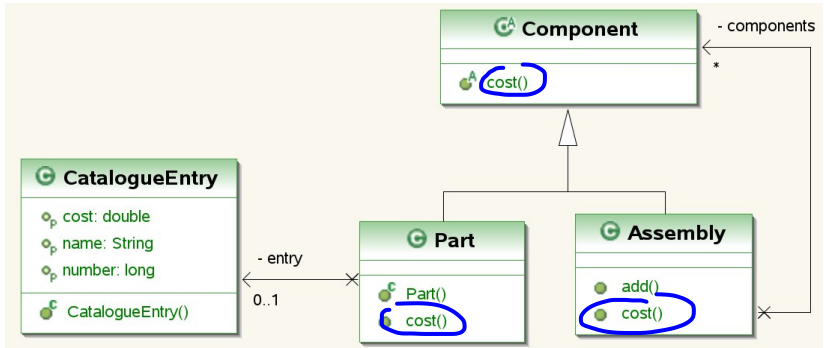 Component
cost()
- components
*
CatalogueEntry
cost: double
name: String
number: long
CatalogueEntry()
- entry
0..1
Part
Part()
cost()
Assembly
add()
cost()